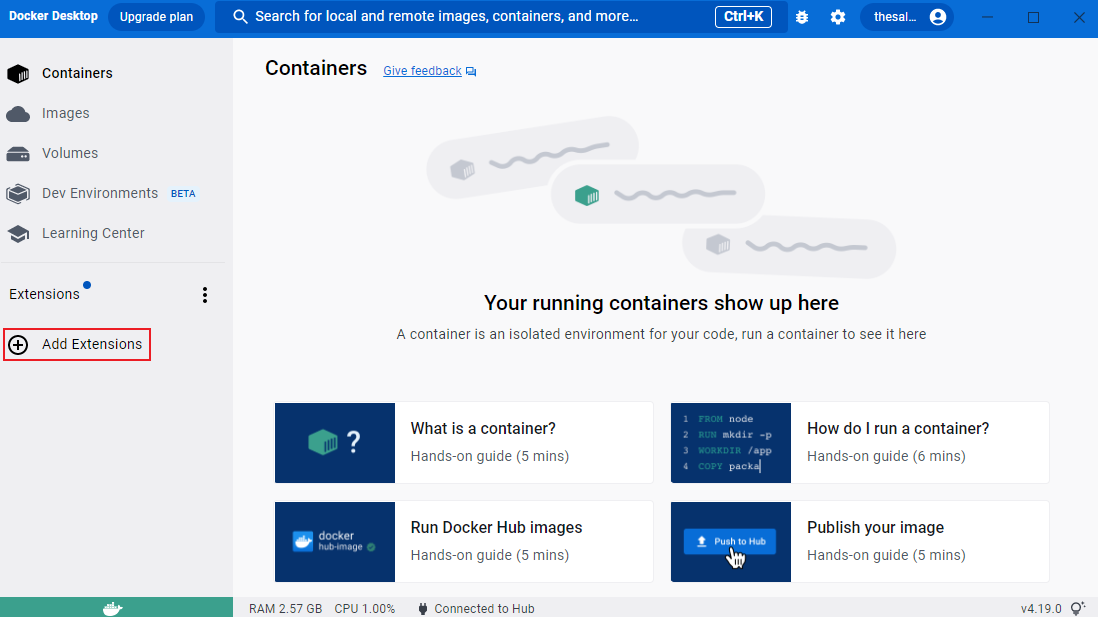 Docker Desktop
Upgrade plan
Search for local and remote images, containers, and more...
Ctrl+K
thesal...
Containers
Images
Volumes
Dev Environments BETA
Learning Center
Extensions
Add Extensions
Containers
Give feedback
Your running containers show up here
A container is an isolated environment for your code, run a container to see it here
?
What is a container?
Hands-on guide (5 mins)
1 FROM node
2 RUN mkdir -p
3 WORKDIR /app
4 COPY packa
How do I run a container?
Hands-on guide (6 mins)
docker
hub-image
Run Docker Hub images
Hands-on guide (5 mins)
Push to Hub
Publish your image
Hands-on guide (5 mins)
RAM 2.57 GB CPU 1.00% Connected to Hub
v4.19.0